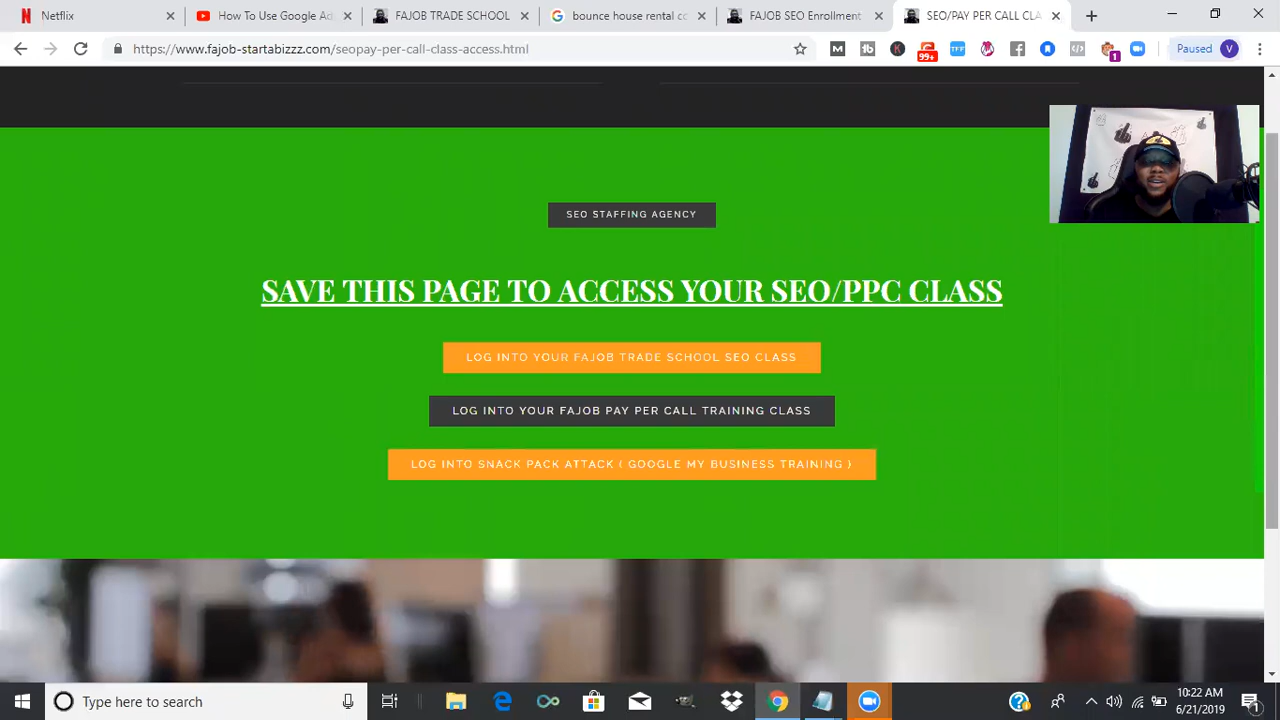 Netflix
How To Use Google Ad
FAJOB TRADE SCHOOL
bounce house rental co
FAJOB SEO Enrollment
SEO/PAY PER CALL CLA
https://www.fajob-startabizzz.com/seopay-per-call-class-access.html
99+
TFF
1
Paused
V
SEO STAFFING AGENCY
SAVE THIS PAGE TO ACCESS YOUR SEO/PPC CLASS
LOG INTO YOUR FAJOB TRADE SCHOOL SEO CLASS
LOG INTO YOUR FAJOB PAY PER CALL TRAINING CLASS
LOG INTO SNACK PACK ATTACK ( GOOGLE MY BUSINESS TRAINING )
Type here to search
10:22 AM
6/21/2019